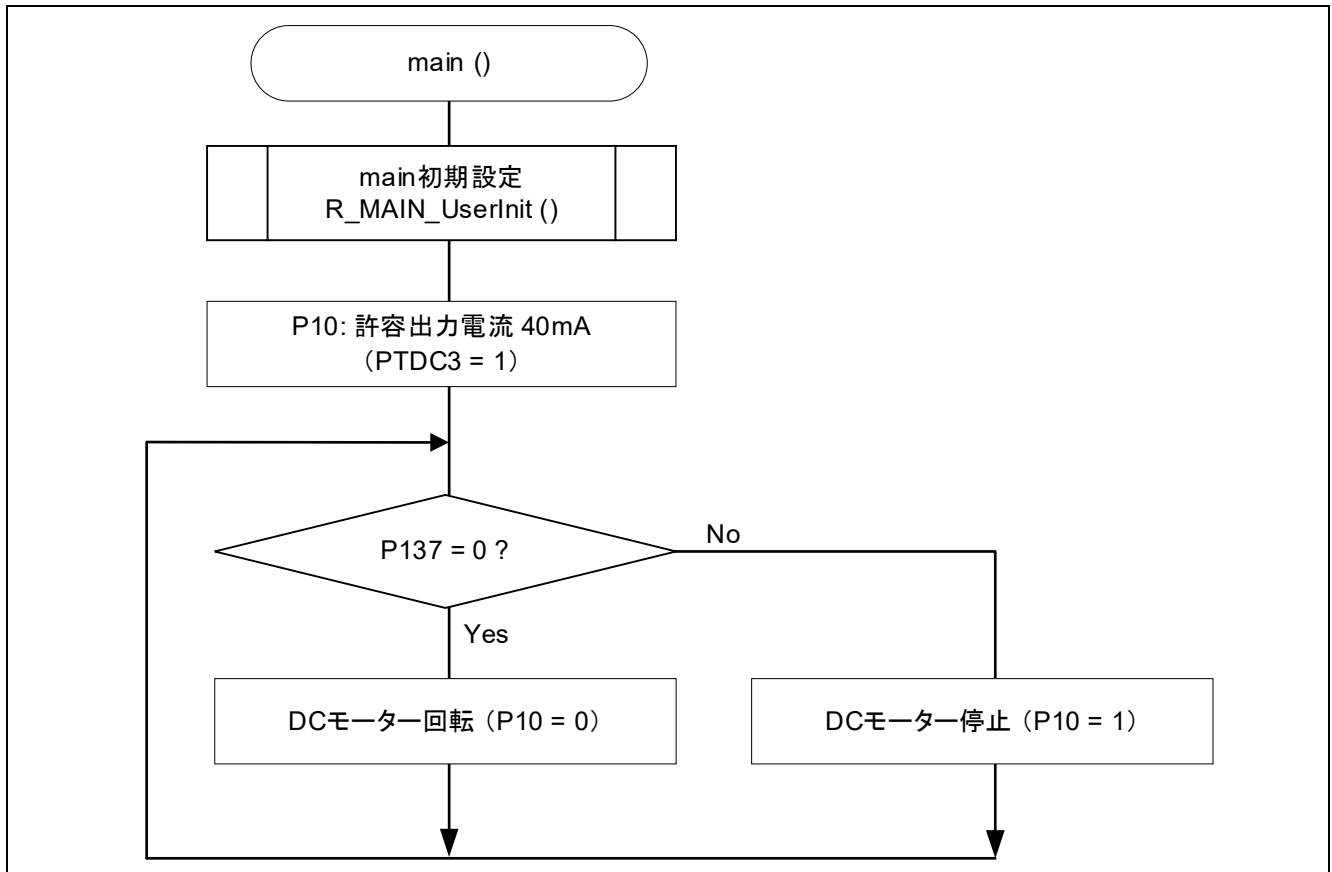 main ()
main初期設定
R_MAIN_UserInit ()
P10: 許容出力電流 40mA
（PTDC3 = 1）
P137 = 0 ?
No
Yes
DCモーター回転（P10 = 0）
DCモーター停止（P10 = 1）